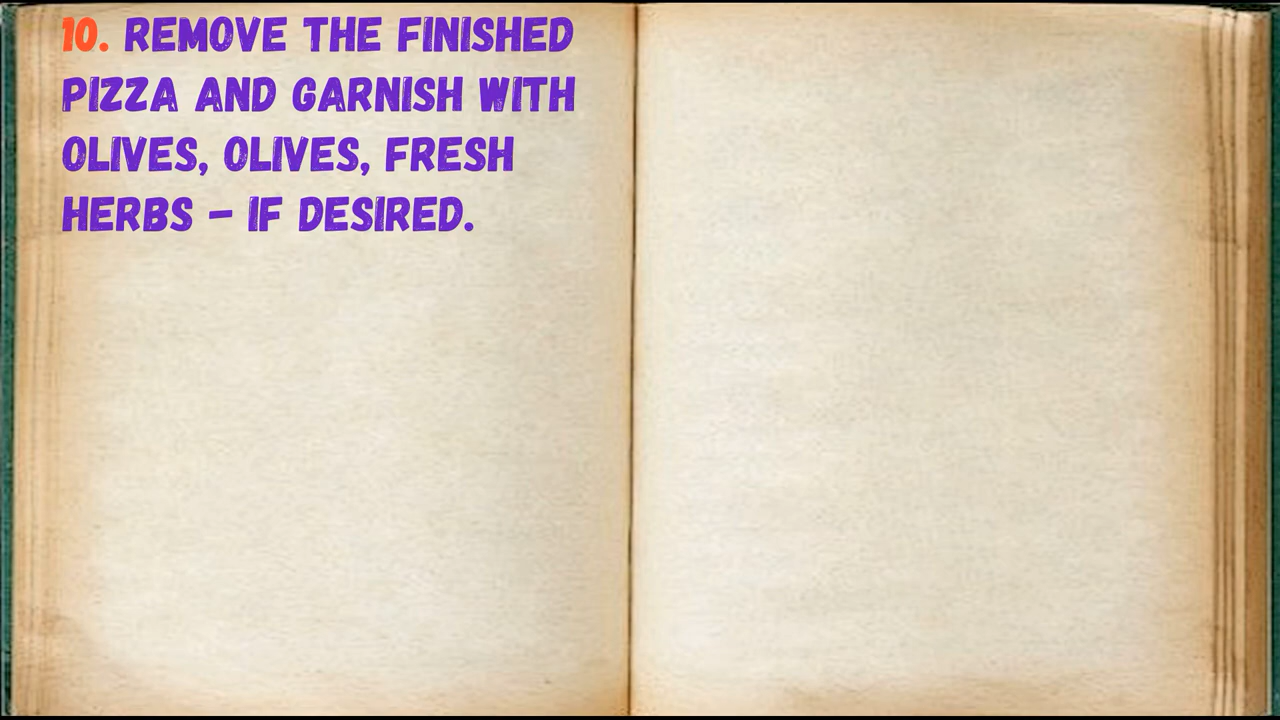 10. REMOVE THE FINISHED
PIZZA AND GARNISH WITH
OLIVES, OLIVES, FRESH
HERBS - IF DESIRED.